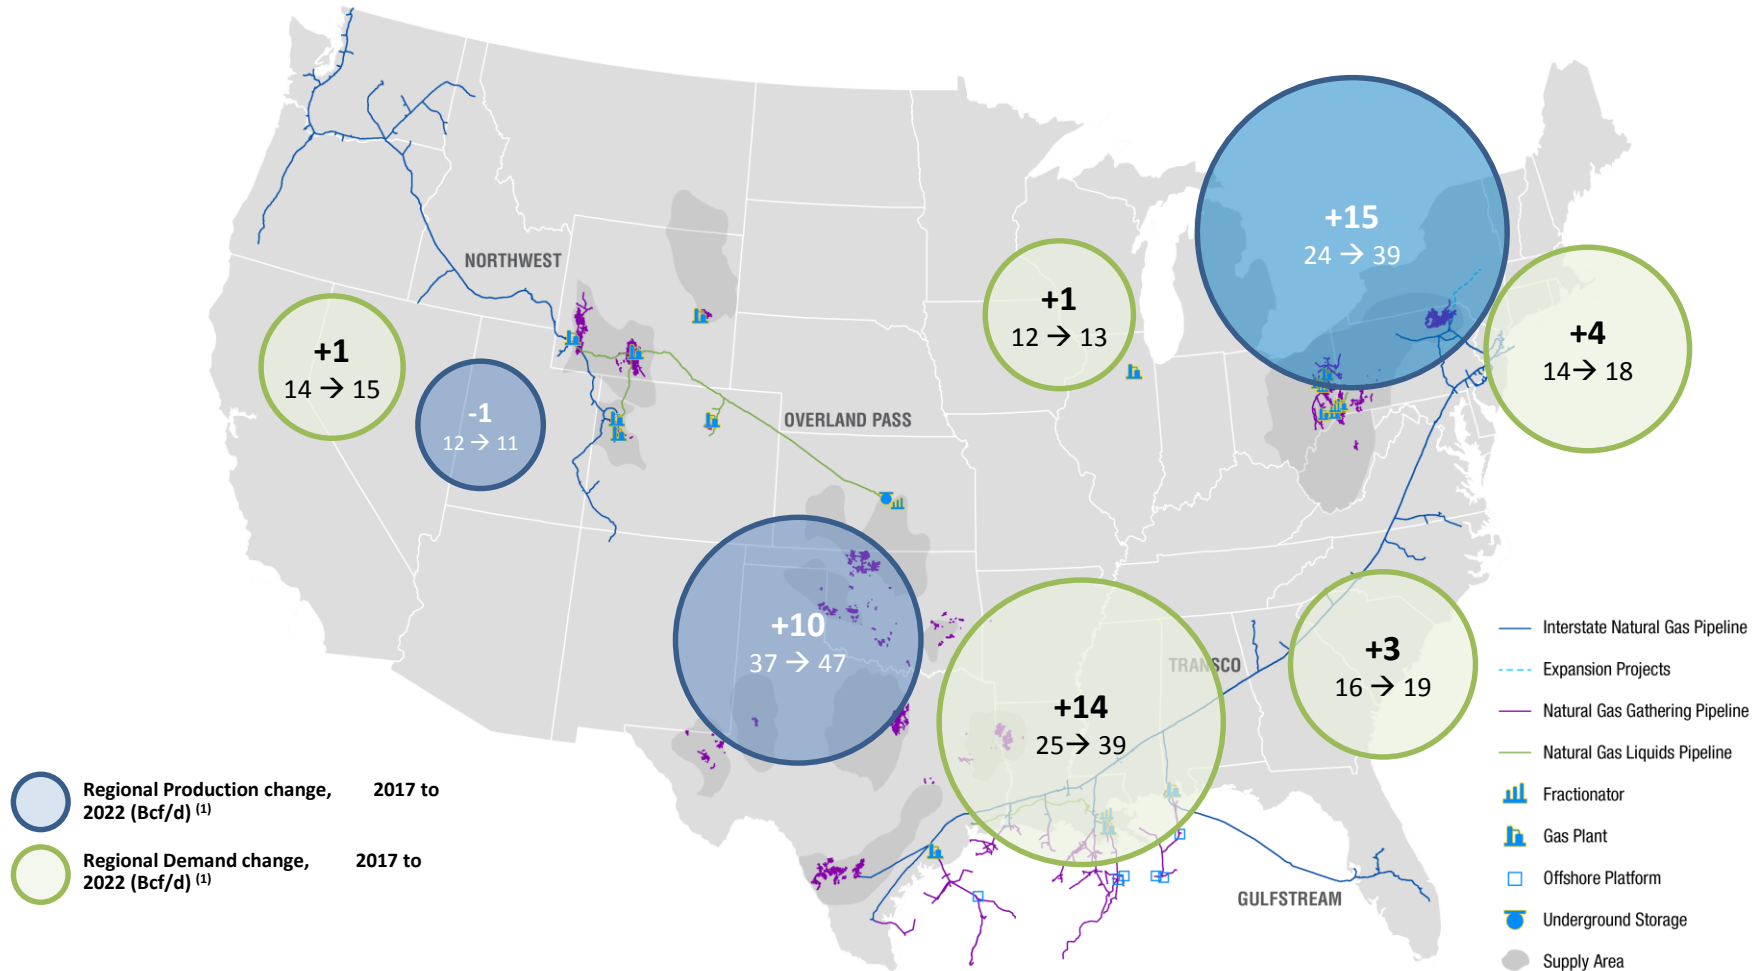 +15
24 → 39
NORTHWEST
+1
12 → 13
+4
14→ 18
+1
14 → 15
-1
12 → 11
OVERLAND PASS
+10
37 → 47
+14
25→ 39
TRANSCO
+3
16 → 19
GULFSTREAM
Regional Production change, 2017 to
2022 (Bcf/d) (1)
Regional Demand change, 2017 to
2022 (Bcf/d) (1)
Interstate Natural Gas Pipeline
Expansion Projects
Natural Gas Gathering Pipeline
Natural Gas Liquids Pipeline
Fractionator
Gas Plant
Offshore Platform
Underground Storage
Supply Area